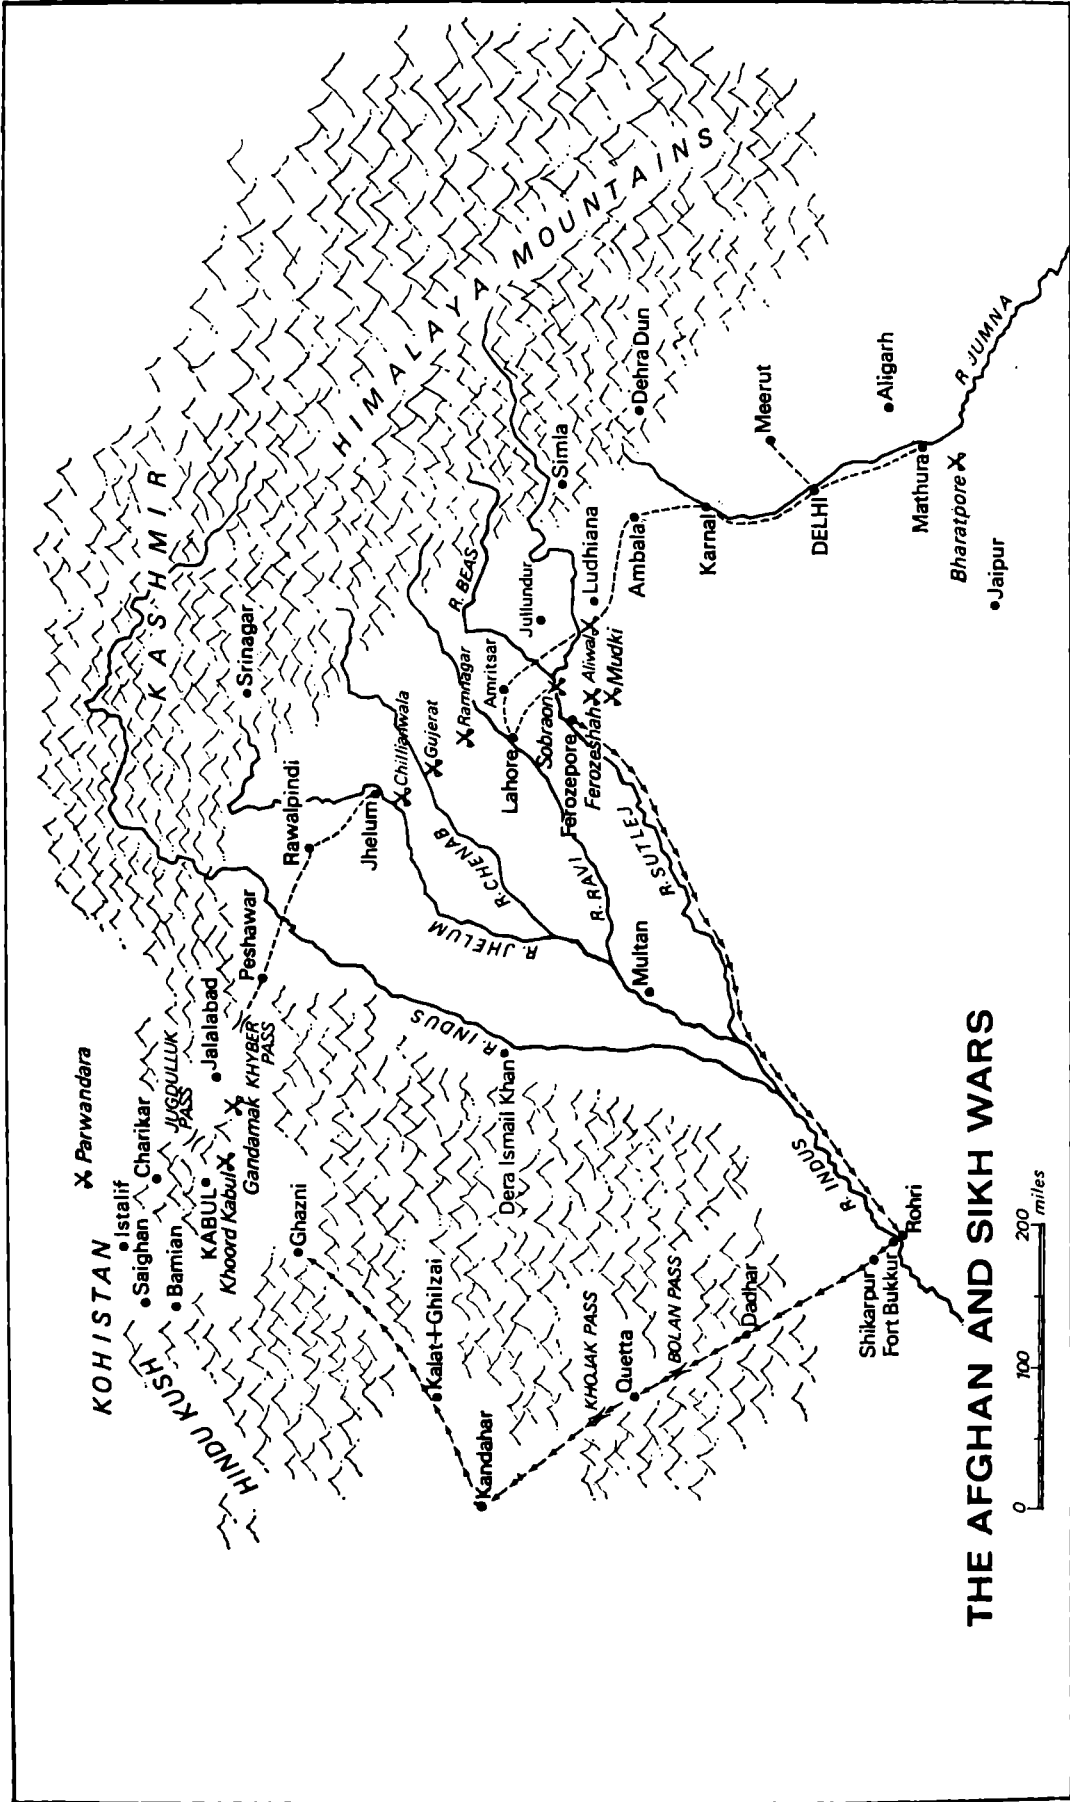 KOHISTAN
Parwandara
Istalif
Saighan
Charikar
Bamian
JUGDULLUK
PASS
KABUL
Jalalabad
Khoord Kabul
Gandamak
KHYBER
PASS
HINDU KUSH
Ghazni
Peshawar
Rawalpindi
KASHMIR
Srinagar
Jhelum
Chillianwala
Gujerat
Ramnagar
HIMALAYA MOUNTAINS
Kalat-I-Ghilzai
Kandahar
R. INDUS
Dera Ismail Khan
R. JHELUM
R. CHENAB
R. BEAS
Lahore
Amritsar
Jullundur
Simla
Sobraon
Ferozepore
Ferozeshah
Aliwal
Mudki
Ludhiana
Dehra Dun
R. RAVI
R. SUTLEJ
Multan
KHOJAK PASS
Quetta
BOLAN PASS
Dadhar
Ambala
Karnal
Meerut
DELHI
Aligarh
Mathura
Bharatpore
Jaipur
R JUMNA
R. INDUS
Shikarpur
Fort Bukkur
Rohri
THE AFGHAN AND SIKH WARS
0 100 200 miles